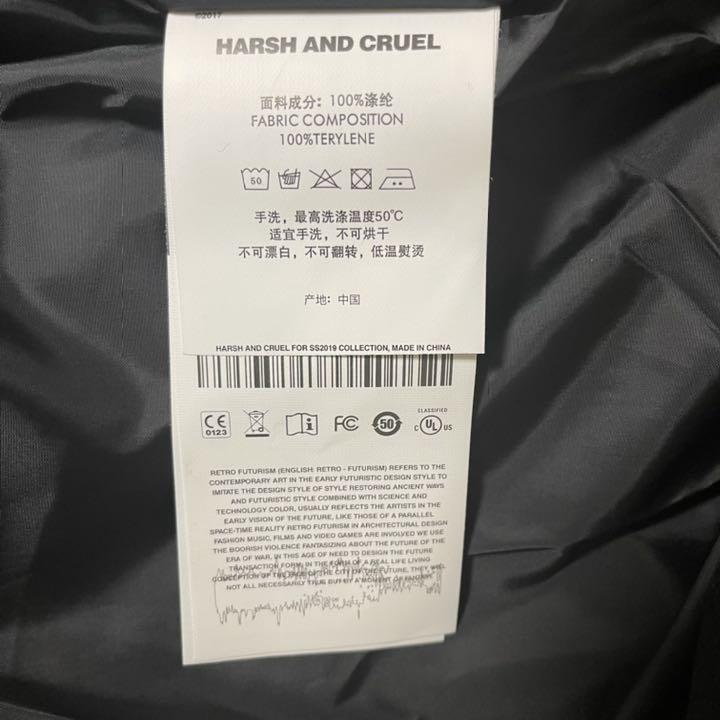 ©2017
HARSH AND CRUEL
面料成分: 100%涤纶
FABRIC COMPOSITION
100%TERYLENE
50
手洗，最高洗涤温度50℃
适宜手洗，不可烘干
不可漂白，不可翻转，低温熨烫
产地: 中国
HARSH AND CRUEL FOR SS2019 COLLECTION, MADE IN CHINA
CE 0123 i FC 50 CLASSIFIED C UL US
RETRO FUTURISM (ENGLISH: RETRO - FUTURISM) REFERS TO THE
CONTEMPORARY ART IN THE EARLY FUTURISTIC DESIGN STYLE TO
IMITATE THE DESIGN STYLE OF STYLE RESTORING ANCIENT WAYS
AND FUTURISTIC STYLE COMBINED WITH SCIENCE AND
TECHNOLOGY COLOR, USUALLY REFLECTS THE ARTISTS IN THE
EARLY VISION OF THE FUTURE, LIKE THOSE OF A PARALLEL
SPACE-TIME REALITY RETRO FUTURISM IN ARCHITECTURAL DESIGN
FASHION MUSIC, FILMS AND VIDEO GAMES ARE INVOLVED WE USE
THE BOORISH VIOLENCE FANTASIZING ABOUT THE FUTURE OF THE
ERA OF WAR, IN THIS AGE OF NEED TO DESIGN THE FUTURE
TRANSACTION FORM, IN THE FORM OF A REAL LIFE LIVING
CONCEPTION OF THE PAGE OF THE CITY OF THE FUTURE, THEY WILL
NOT ALL NECESSARILY TRUE BUT BY A MOMENT OF FANTASY